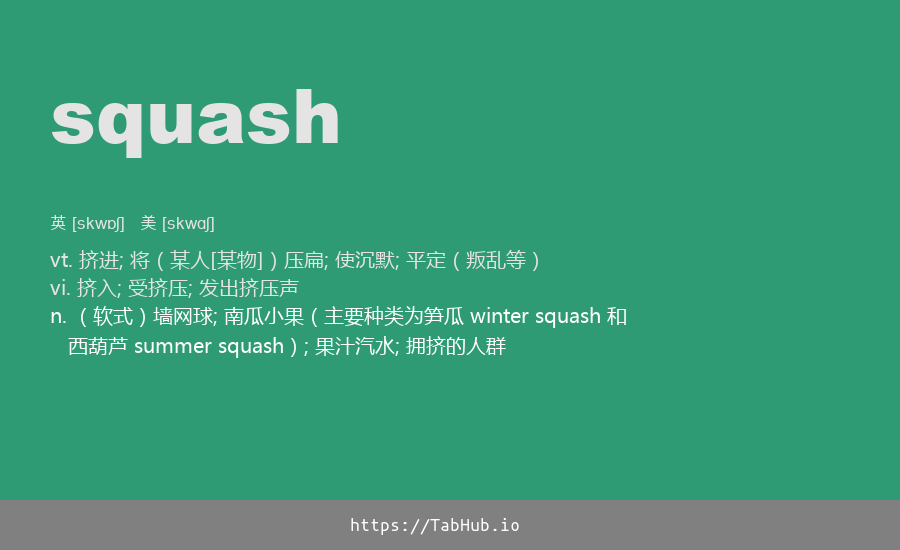 squash
英 [skwɒʃ] 美 [skwɑʃ]
vt. 挤进; 将（某人[某物]）压扁; 使沉默; 平定（叛乱等）
vi. 挤入; 受挤压; 发出挤压声
n. （软式）墙网球; 南瓜小果（主要种类为笋瓜 winter squash 和
西葫芦 summer squash）; 果汁汽水; 拥挤的人群
https://TabHub.io